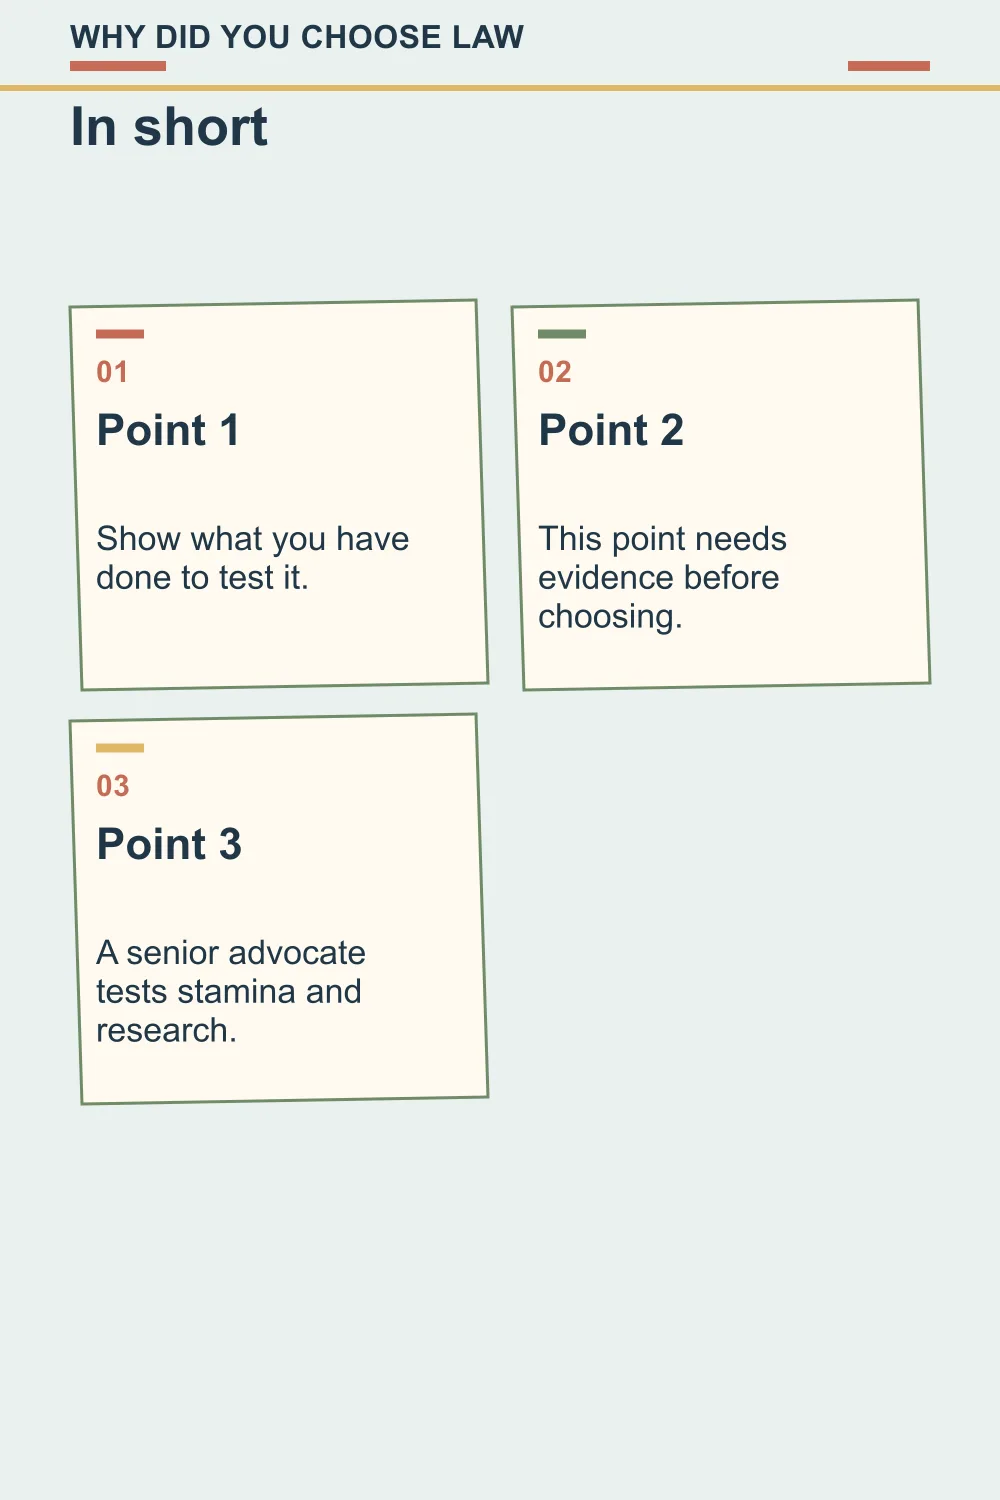 WHY DID YOU CHOOSE LAW
In short
01
Point 1
Show what you have
done to test it.
02
Point 2
This point needs
evidence before
choosing.
03
Point 3
A senior advocate
tests stamina and
research.